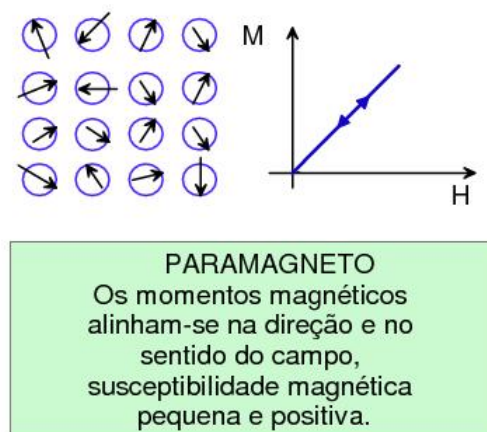 M
H
PARAMAGNETO
Os momentos magnéticos
alinham-se na direção e no
sentido do campo,
susceptibilidade magnética
pequena e positiva.